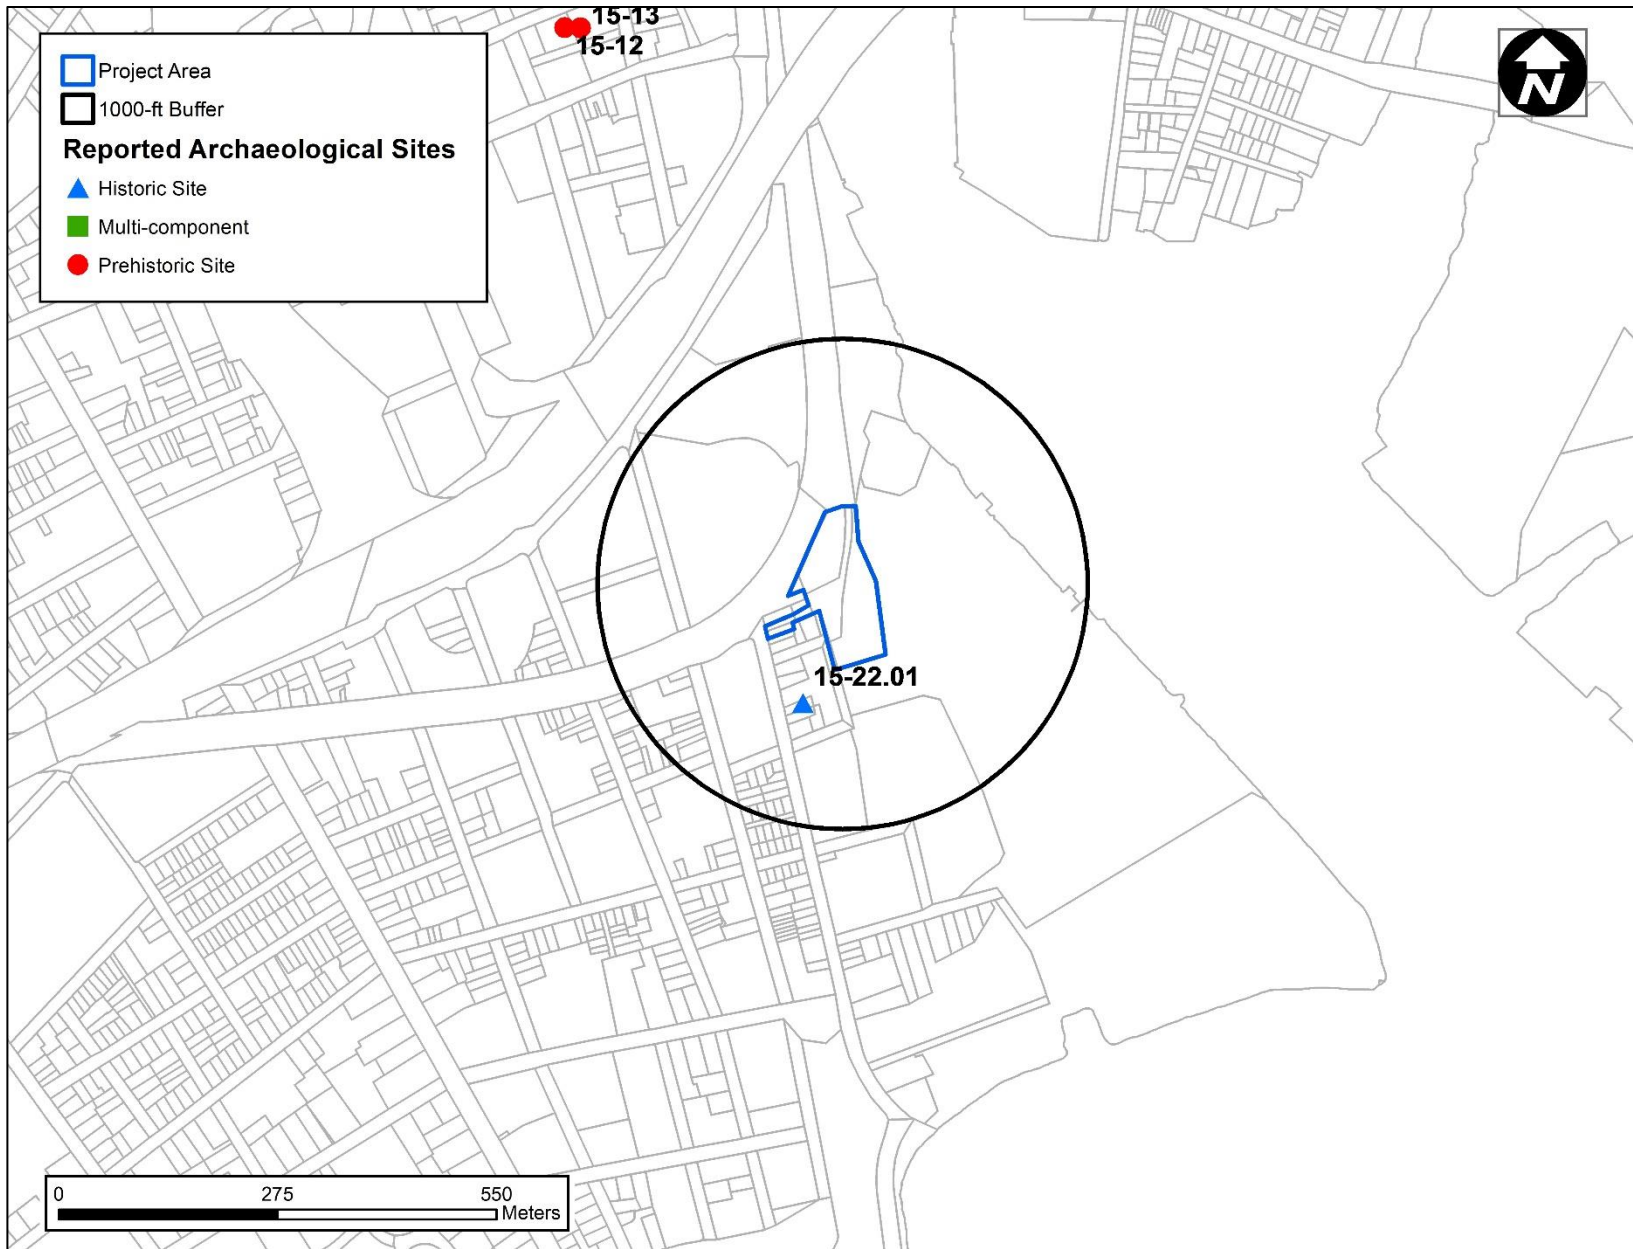 15-13
15-12
Project Area
1000-ft Buffer
Reported Archaeological Sites
Historic Site
Multi-component
Prehistoric Site
N
15-22.01
0 275 550
Meters